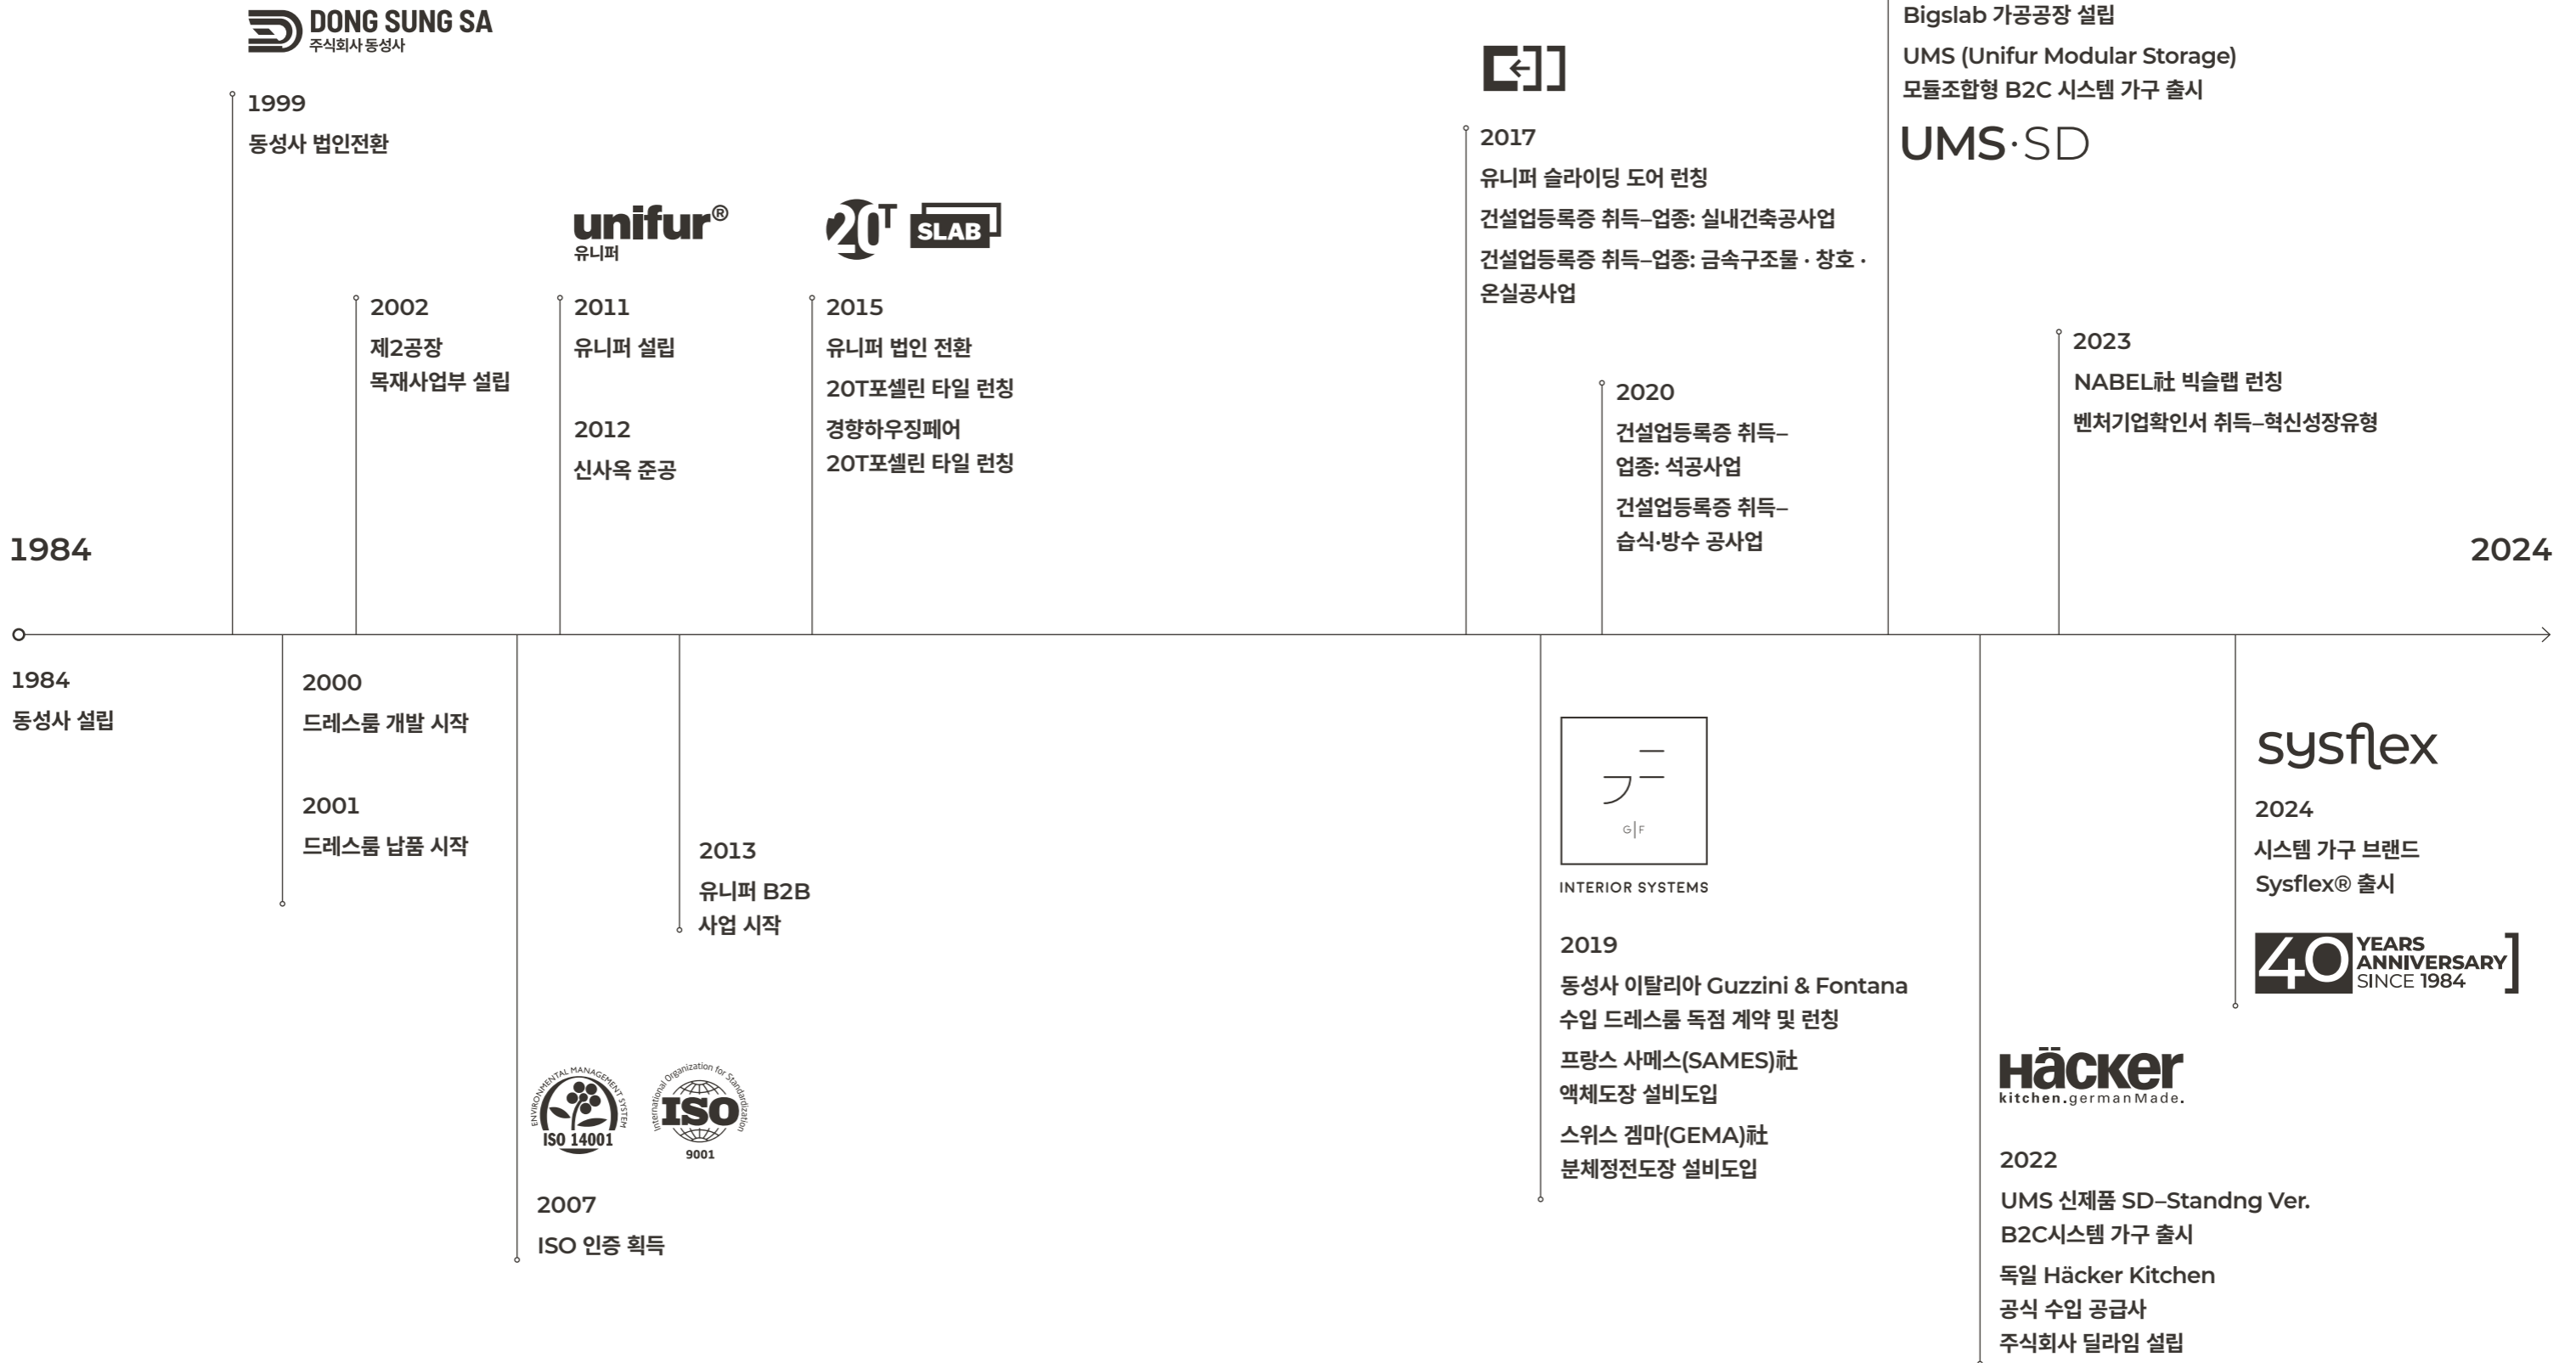 DONG SUNG SA
주식회사 동성사
1999
동성사 법인전환
2002
제2공장
목재사업부 설립
unifur®
유니퍼
2011
유니퍼 설립
2012
신사옥 준공
20T SLAB
2015
유니퍼 법인 전환
20T포셀린 타일 런칭
경향하우징페어
20T포셀린 타일 런칭
2017
유니퍼 슬라이딩 도어 런칭
건설업등록증 취득–업종: 실내건축공사업
건설업등록증 취득–업종: 금속구조물 · 창호 ·
온실공사업
2020
건설업등록증 취득–
업종: 석공사업
건설업등록증 취득–
습식·방수 공사업
Bigslab 가공공장 설립
UMS (Unifur Modular Storage)
모듈조합형 B2C 시스템 가구 출시
UMS·SD
2023
NABEL社 빅슬랩 런칭
벤처기업확인서 취득–혁신성장유형
1984
2024
1984
동성사 설립
2000
드레스룸 개발 시작
2001
드레스룸 납품 시작
ENVIRONMENTAL MANAGEMENT SYSTEM
ISO 14001
International Organization for Standardization
ISO
9001
2007
ISO 인증 획득
2013
유니퍼 B2B
사업 시작
G|F
INTERIOR SYSTEMS
2019
동성사 이탈리아 Guzzini & Fontana
수입 드레스룸 독점 계약 및 런칭
프랑스 사메스(SAMES)社
액체도장 설비도입
스위스 겜마(GEMA)社
분체정전도장 설비도입
Häcker
kitchen.germanMade.
2022
UMS 신제품 SD–Standng Ver.
B2C시스템 가구 출시
독일 Häcker Kitchen
공식 수입 공급사
주식회사 딜라임 설립
sysflex
2024
시스템 가구 브랜드
Sysflex® 출시
40 YEARS
ANNIVERSARY
SINCE 1984